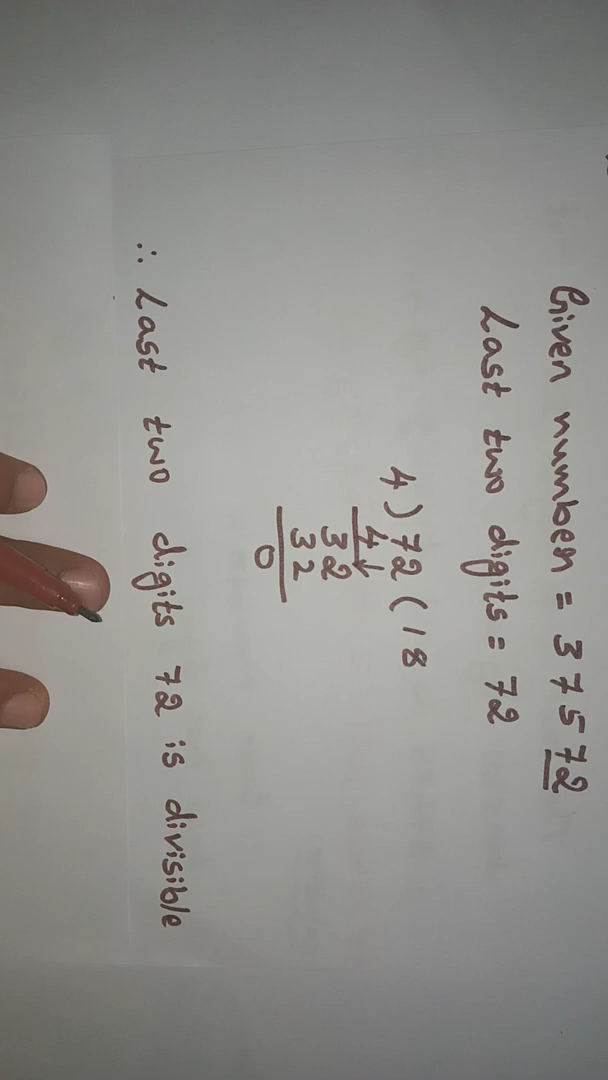 Given number = 37572
Last two digits = 72
4)72(18
4
32
32
0
∴ Last two digits 72 is divisible